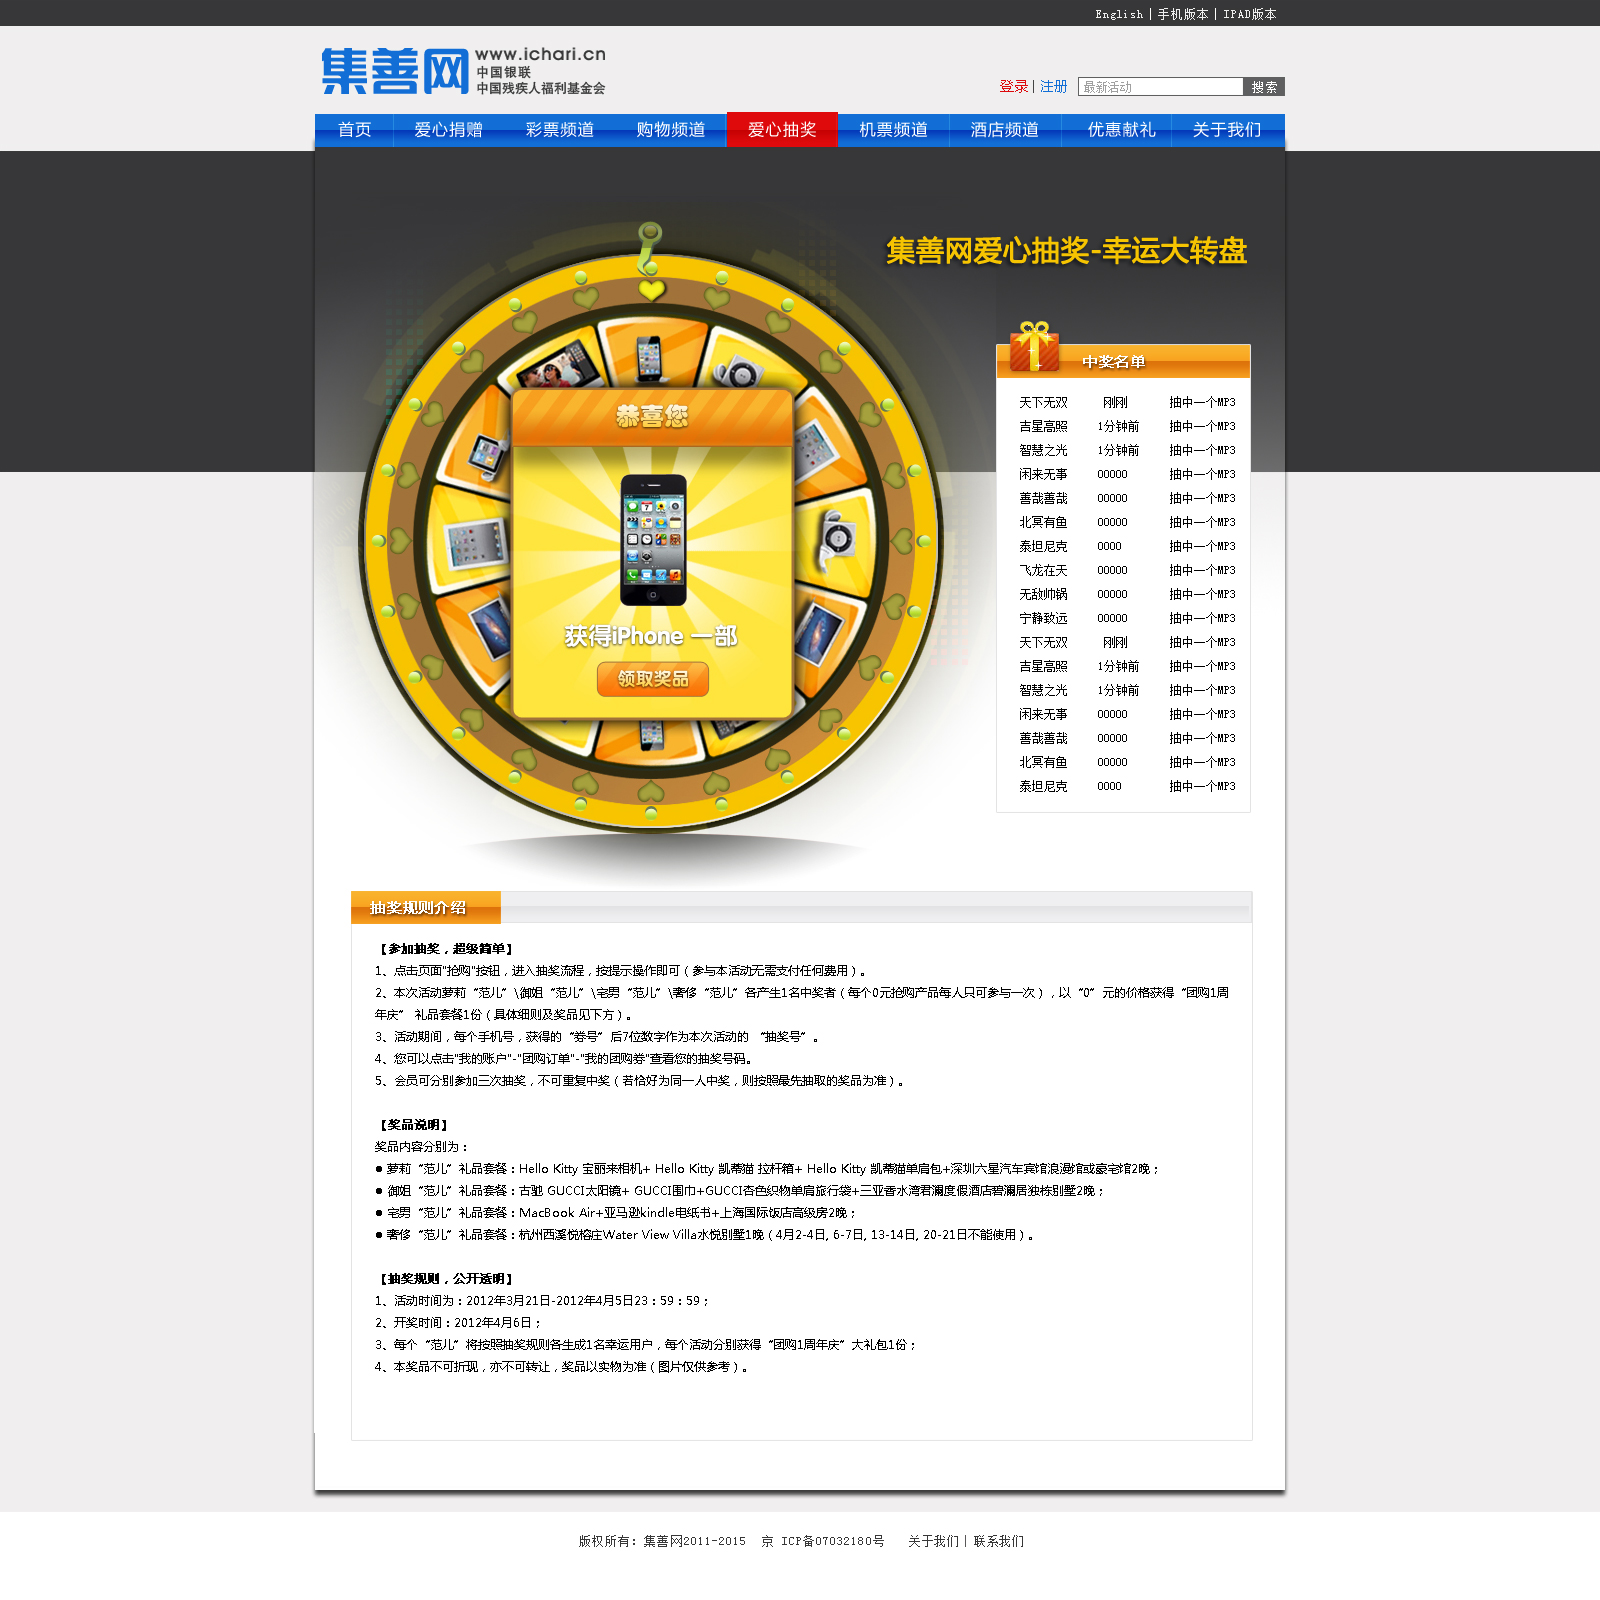 English | 手机版本 | IPAD版本
集善网 www.ichari.cn
中国银联
中国残疾人福利基金会
登录 | 注册 最新活动 搜索
首页 爱心捐赠 彩票频道 购物频道 爱心抽奖 机票频道 酒店频道 优惠献礼 关于我们
集善网爱心抽奖-幸运大转盘
恭喜您
获得iPhone 一部
领取奖品
中奖名单
天下无双 刚刚 抽中一个MP3
吉星高照 1分钟前 抽中一个MP3
智慧之光 1分钟前 抽中一个MP3
闲来无事 00000 抽中一个MP3
善哉善哉 00000 抽中一个MP3
北冥有鱼 00000 抽中一个MP3
泰坦尼克 0000 抽中一个MP3
飞龙在天 00000 抽中一个MP3
无敌帅锅 00000 抽中一个MP3
宁静致远 00000 抽中一个MP3
天下无双 刚刚 抽中一个MP3
吉星高照 1分钟前 抽中一个MP3
智慧之光 1分钟前 抽中一个MP3
闲来无事 00000 抽中一个MP3
善哉善哉 00000 抽中一个MP3
北冥有鱼 00000 抽中一个MP3
泰坦尼克 0000 抽中一个MP3
抽奖规则介绍
【参加抽奖，超级简单】
1、点击页面"抢购"按钮，进入抽奖流程，按提示操作即可（参与本活动无需支付任何费用）。
2、本次活动萝莉“范儿”\御姐“范儿”\宅男“范儿”\奢侈“范儿”各产生1名中奖者（每个0元抢购产品每人只可参与一次），以“0”元的价格获得“团购1周
年庆” 礼品套餐1份（具体细则及奖品见下方）。
3、活动期间，每个手机号，获得的“券号”后7位数字作为本次活动的 “抽奖号”。
4、您可以点击"我的账户"-"团购订单"-"我的团购券"查看您的抽奖号码。
5、会员可分别参加三次抽奖，不可重复中奖（若恰好为同一人中奖，则按照最先抽取的奖品为准）。
【奖品说明】
奖品内容分别为：
● 萝莉“范儿”礼品套餐：Hello Kitty 宝丽来相机+ Hello Kitty 凯蒂猫 拉杆箱+ Hello Kitty 凯蒂猫单肩包+深圳六星汽车宾馆浪漫馆或豪宅馆2晚；
● 御姐“范儿”礼品套餐：古驰 GUCCI太阳镜+ GUCCI围巾+GUCCI杏色织物单肩旅行袋+三亚香水湾君澜度假酒店碧澜居独栋别墅2晚；
● 宅男“范儿”礼品套餐：MacBook Air+亚马逊kindle电纸书+上海国际饭店高级房2晚；
● 奢侈“范儿”礼品套餐：杭州西溪悦榕庄Water View Villa水悦别墅1晚（4月2-4日, 6-7日, 13-14日, 20-21日不能使用）。
【抽奖规则，公开透明】
1、活动时间为：2012年3月21日-2012年4月5日23：59：59；
2、开奖时间：2012年4月6日；
3、每个“范儿”将按照抽奖规则各生成1名幸运用户，每个活动分别获得“团购1周年庆”大礼包1份；
4、本奖品不可折现，亦不可转让，奖品以实物为准（图片仅供参考）。
版权所有：集善网2011-2015 京 ICP备07032180号 关于我们 | 联系我们